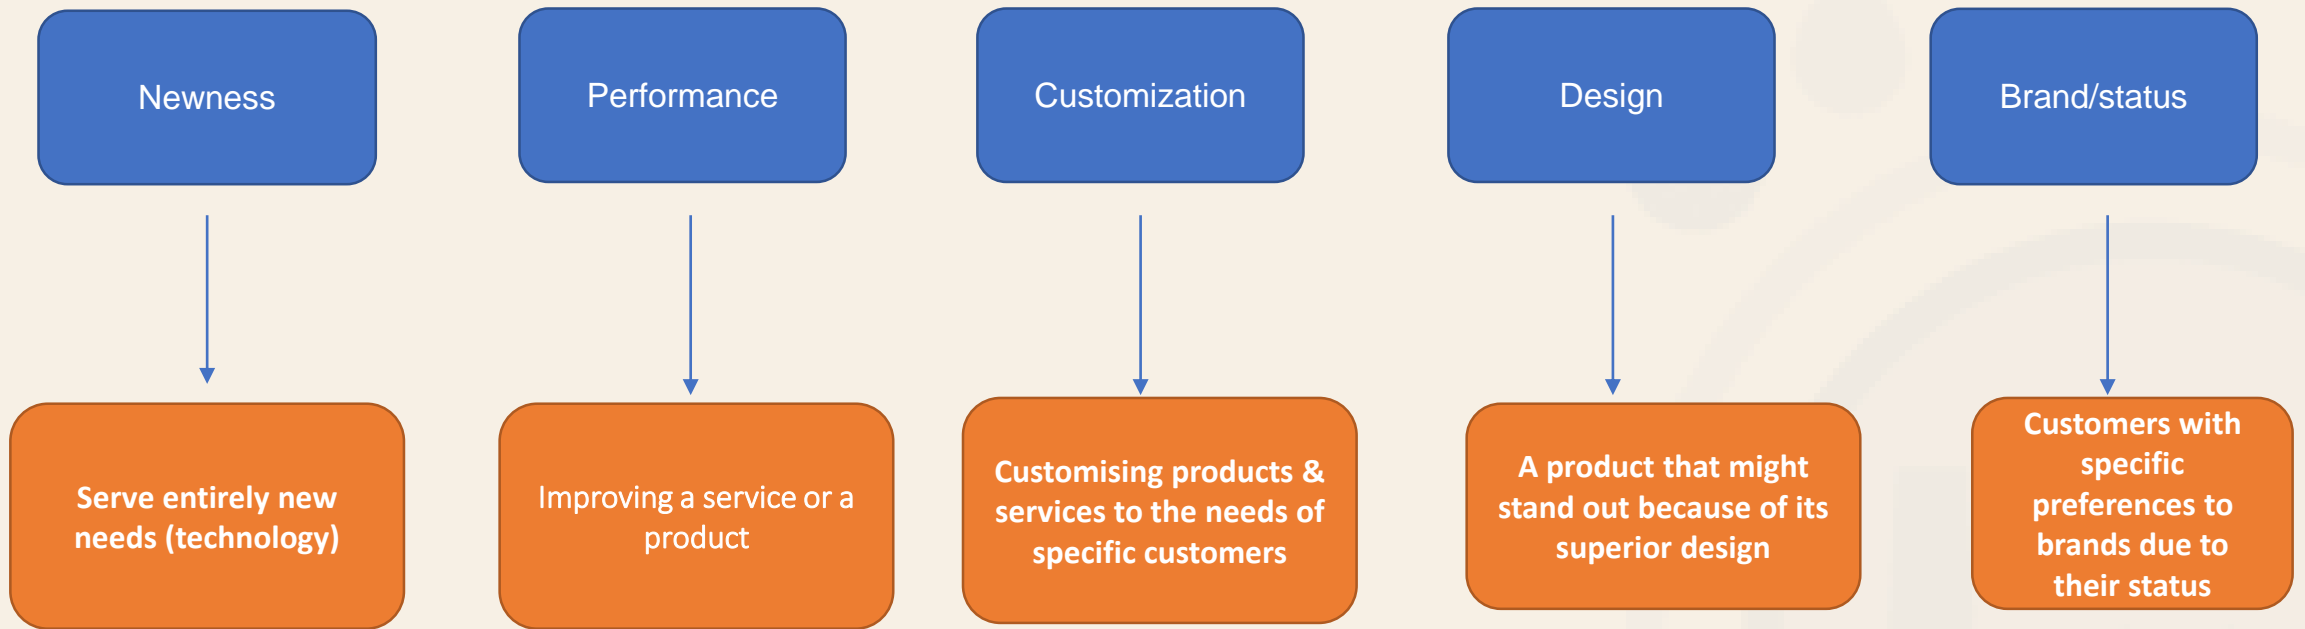 Newness
Performance
Customization
Design
Brand/status
Serve entirely new
needs (technology)
Improving a service or a
product
Customising products &
services to the needs of
specific customers
A product that might
stand out because of its
superior design
Customers with
specific
preferences to
brands due to
their status